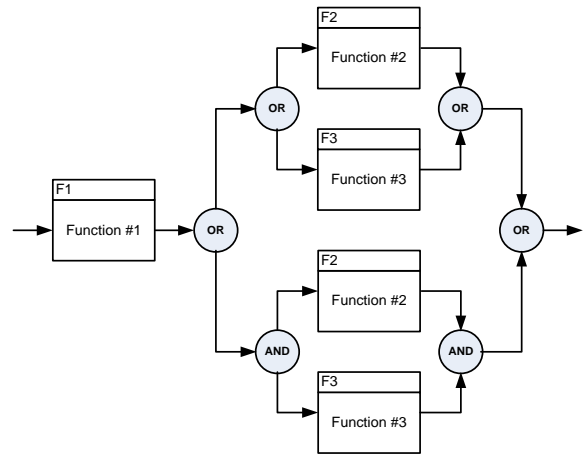 F2
Function #2
OR
OR
F3
Function #3
F1
Function #1
OR
OR
F2
Function #2
AND
AND
F3
Function #3